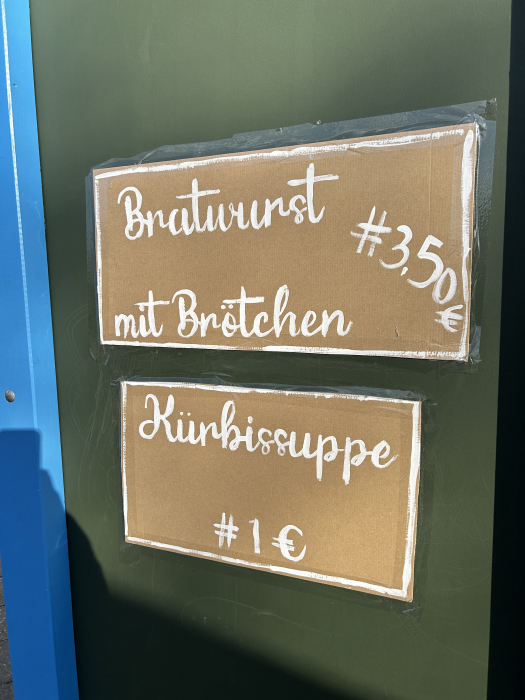 Bratwurst
#3,50€
mit Brötchen
Kürbissuppe
#1€